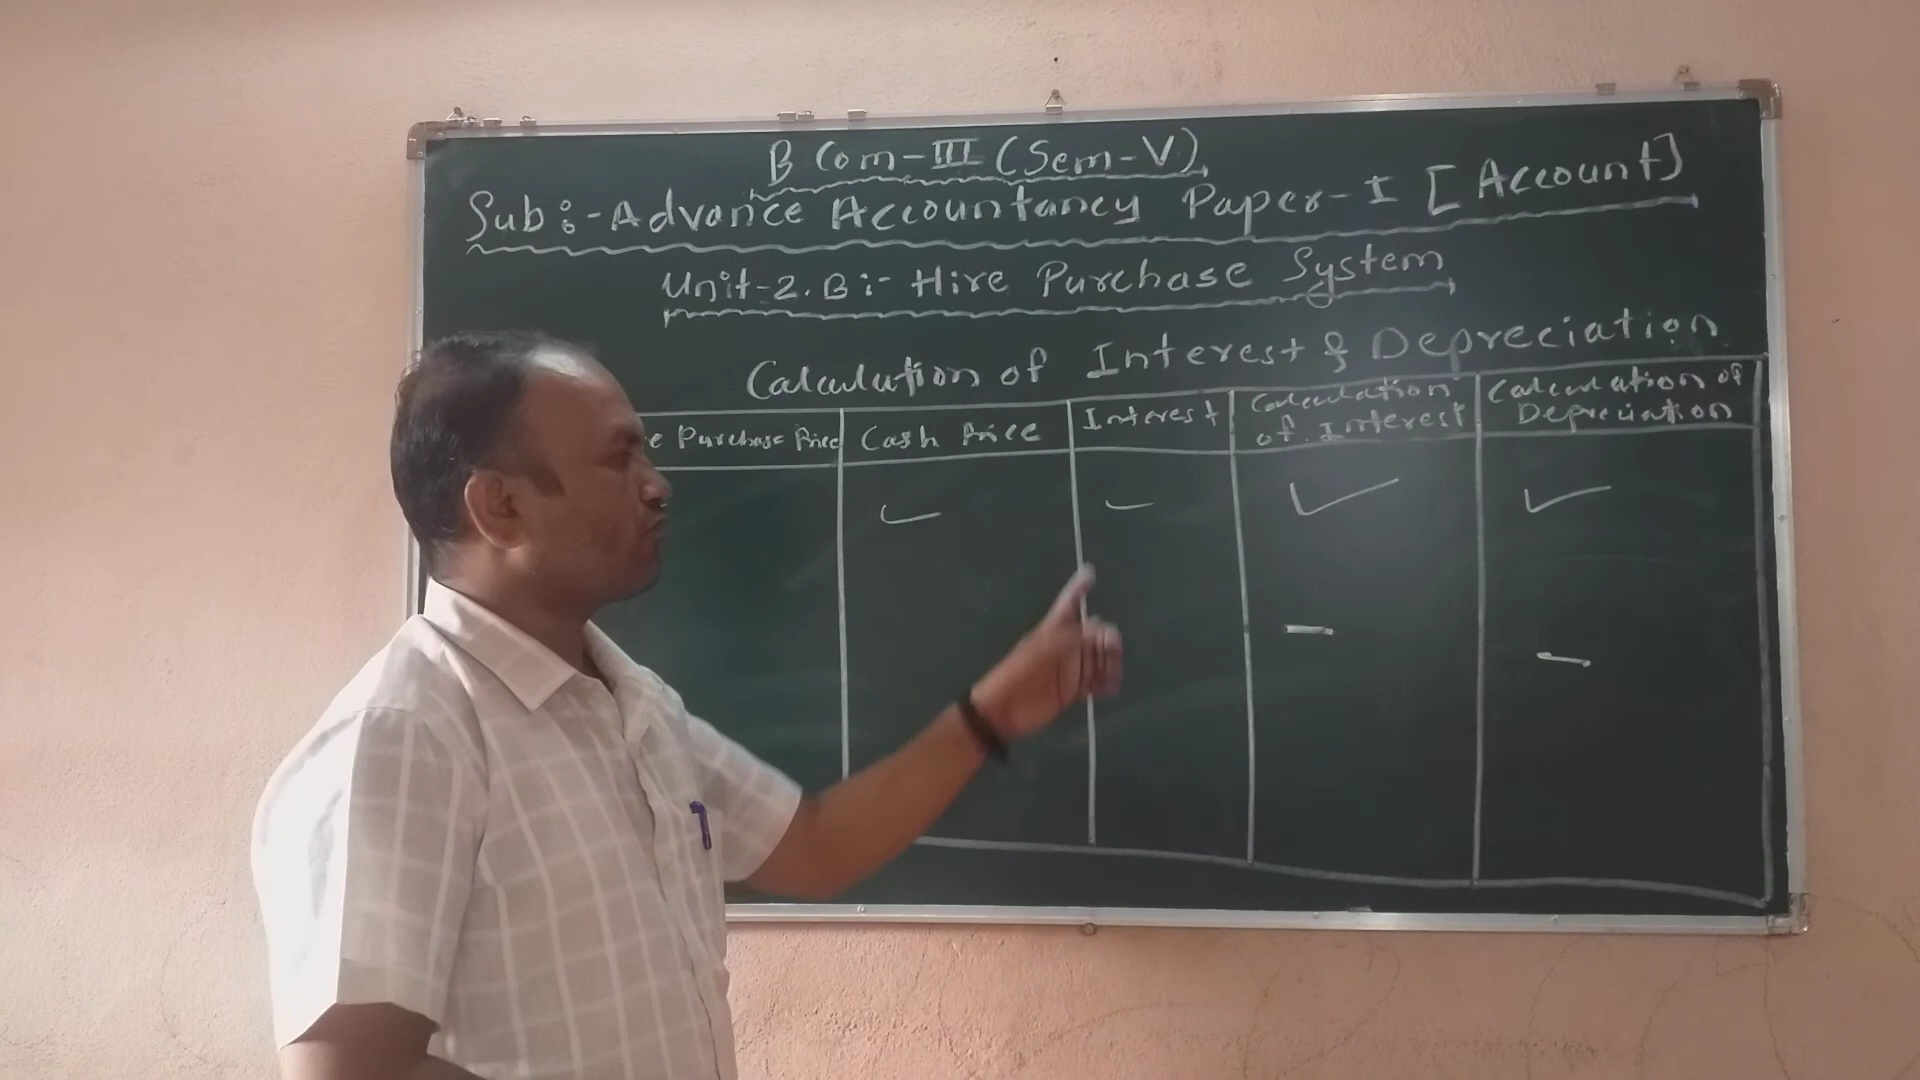 B Com-III (Sem-V)
Sub:-Advance Accountancy Paper-I [Account]
Unit-2.B:- Hire Purchase System
Calculation of Interest & Depreciation
e Purchase Price
Cash Price
Interest
Calculation
of Interest
Calculation of
Depreciation